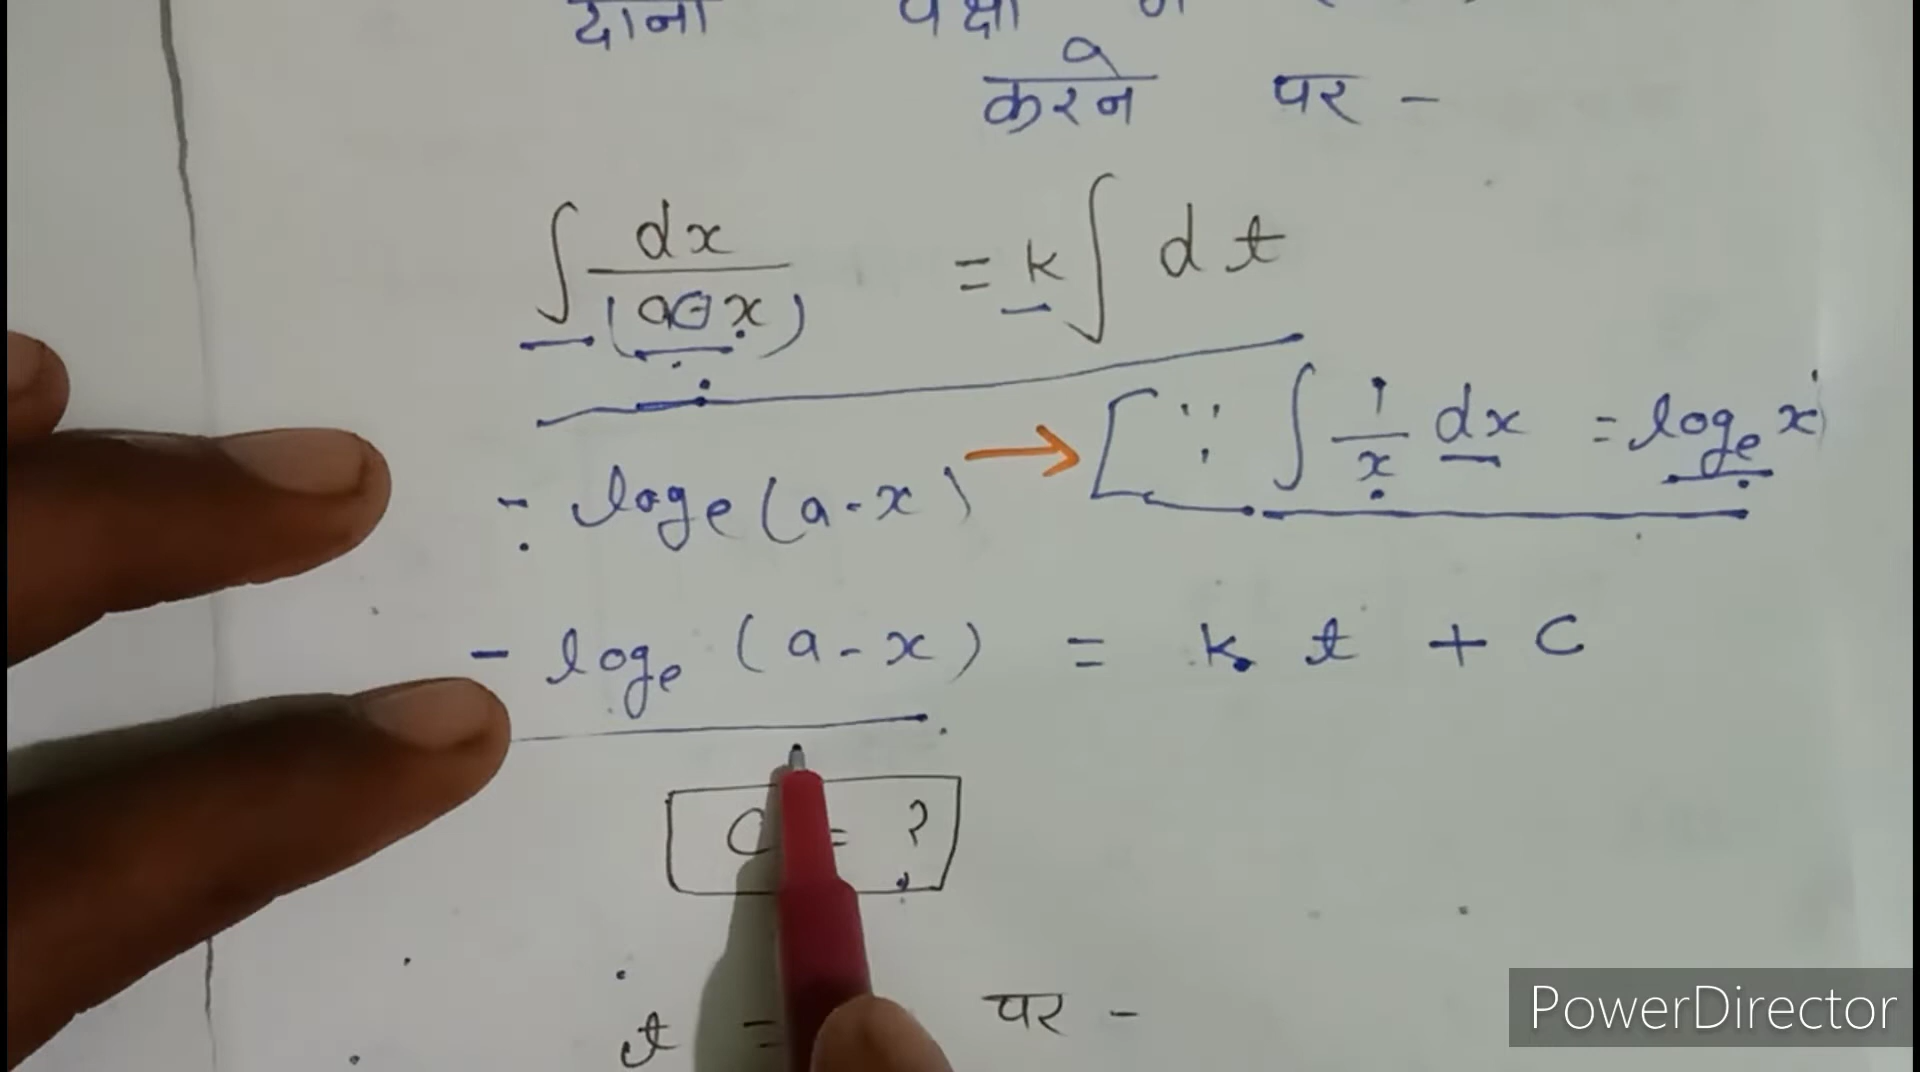 करने पर -
∫ dx/(a-x) = k ∫ dt
- loge (a-x) → [∵ ∫ 1/x dx = loge x
- loge (a-x) = k t + C
C = ?
t = पर -
PowerDirector